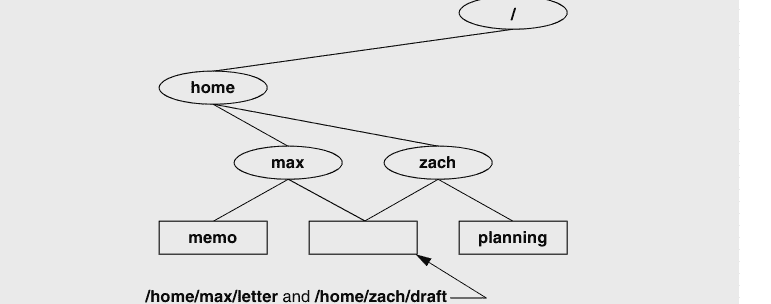 /
home
max
zach
memo
planning
/home/max/letter and /home/zach/draft